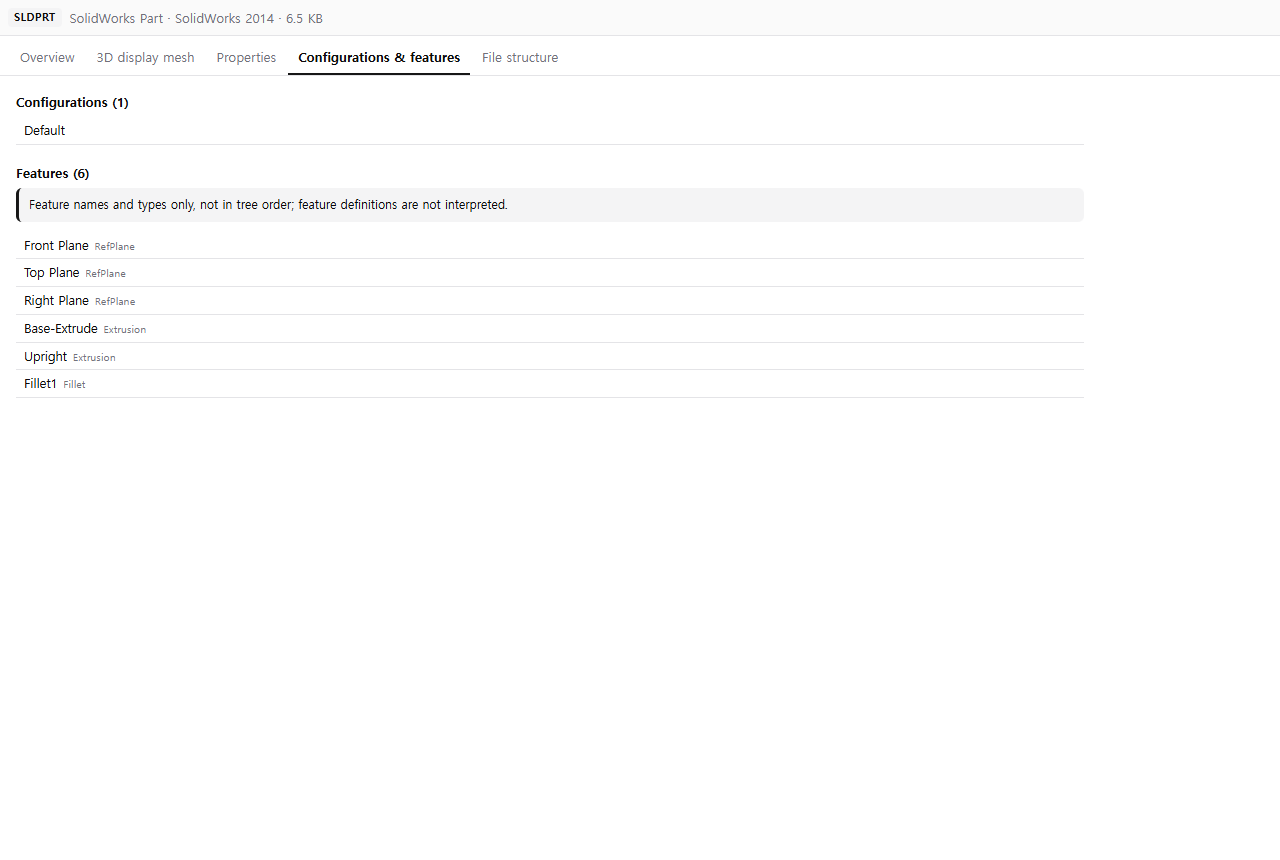 SLDPRT SolidWorks Part · SolidWorks 2014 · 6.5 KB
Overview 3D display mesh Properties Configurations & features File structure
Configurations (1)
Default
Features (6)
Feature names and types only, not in tree order; feature definitions are not interpreted.
Front Plane RefPlane
Top Plane RefPlane
Right Plane RefPlane
Base-Extrude Extrusion
Upright Extrusion
Fillet1 Fillet